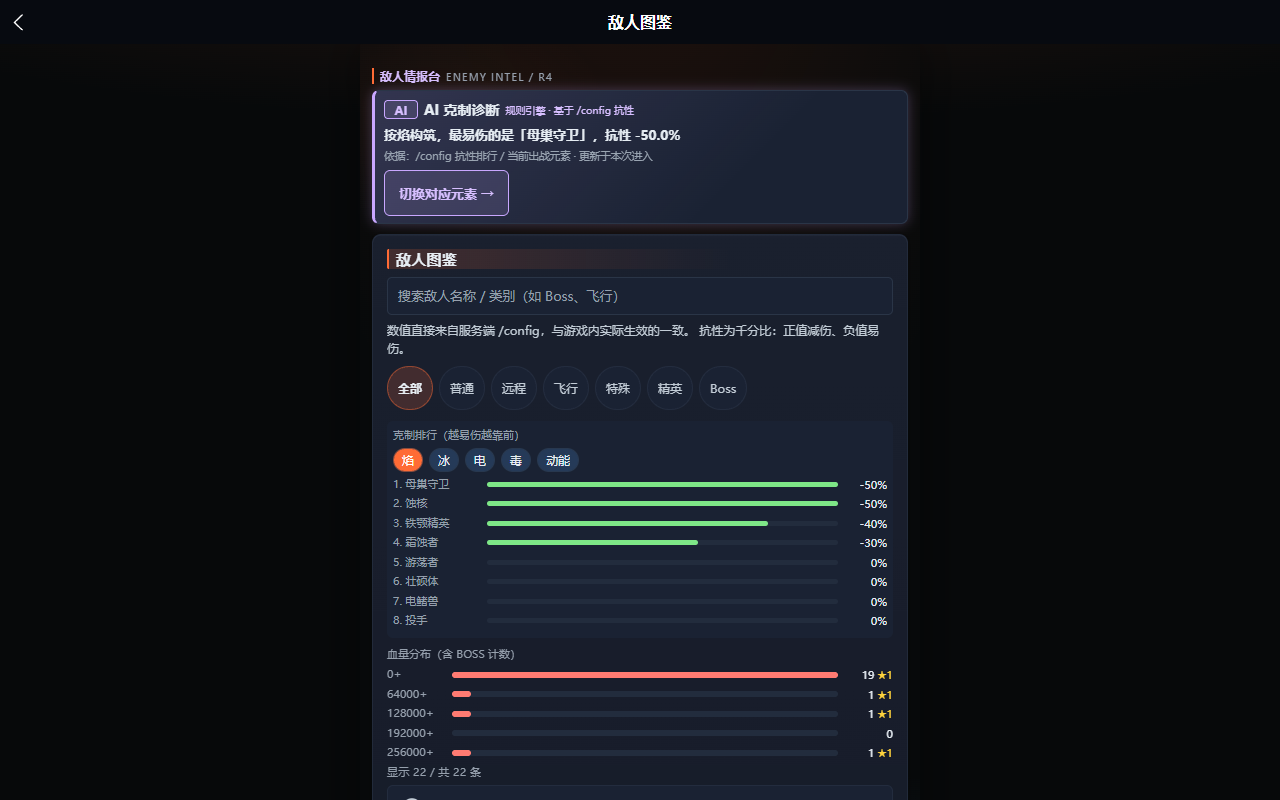 敌人图鉴
敌人情报台 ENEMY INTEL / R4
AI AI 克制诊断 规则引擎 · 基于 /config 抗性
按焰构筑，最易伤的是「母巢守卫」，抗性 -50.0%
依据：/config 抗性排行 / 当前出战元素 · 更新于本次进入
切换对应元素 →
敌人图鉴
搜索敌人名称 / 类别（如 Boss、飞行）
数值直接来自服务端 /config，与游戏内实际生效的一致。 抗性为千分比：正值减伤、负值易
伤。
全部 普通 远程 飞行 特殊 精英 Boss
克制排行（越易伤越靠前）
焰 冰 电 毒 动能
1. 母巢守卫 -50%
2. 蚀核 -50%
3. 铁颚精英 -40%
4. 霜蚀者 -30%
5. 游荡者 0%
6. 壮硕体 0%
7. 电鳐兽 0%
8. 投手 0%
血量分布（含 BOSS 计数）
0+ 19 ★1
64000+ 1 ★1
128000+ 1 ★1
192000+ 0
256000+ 1 ★1
显示 22 / 共 22 条